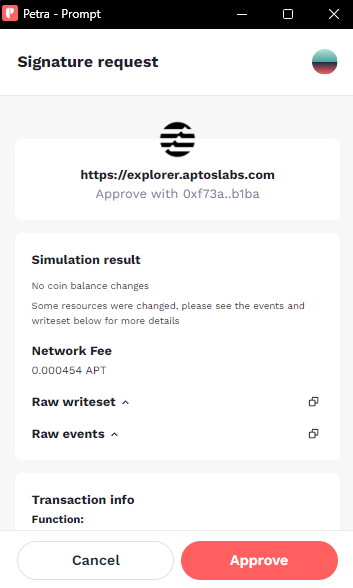 Petra - Prompt
Signature request
https://explorer.aptoslabs.com
Approve with 0xf73a..b1ba
Simulation result
No coin balance changes
Some resources were changed, please see the events and
writeset below for more details
Network Fee
0.000454 APT
Raw writeset
Raw events
Transaction info
Function:
Cancel
Approve